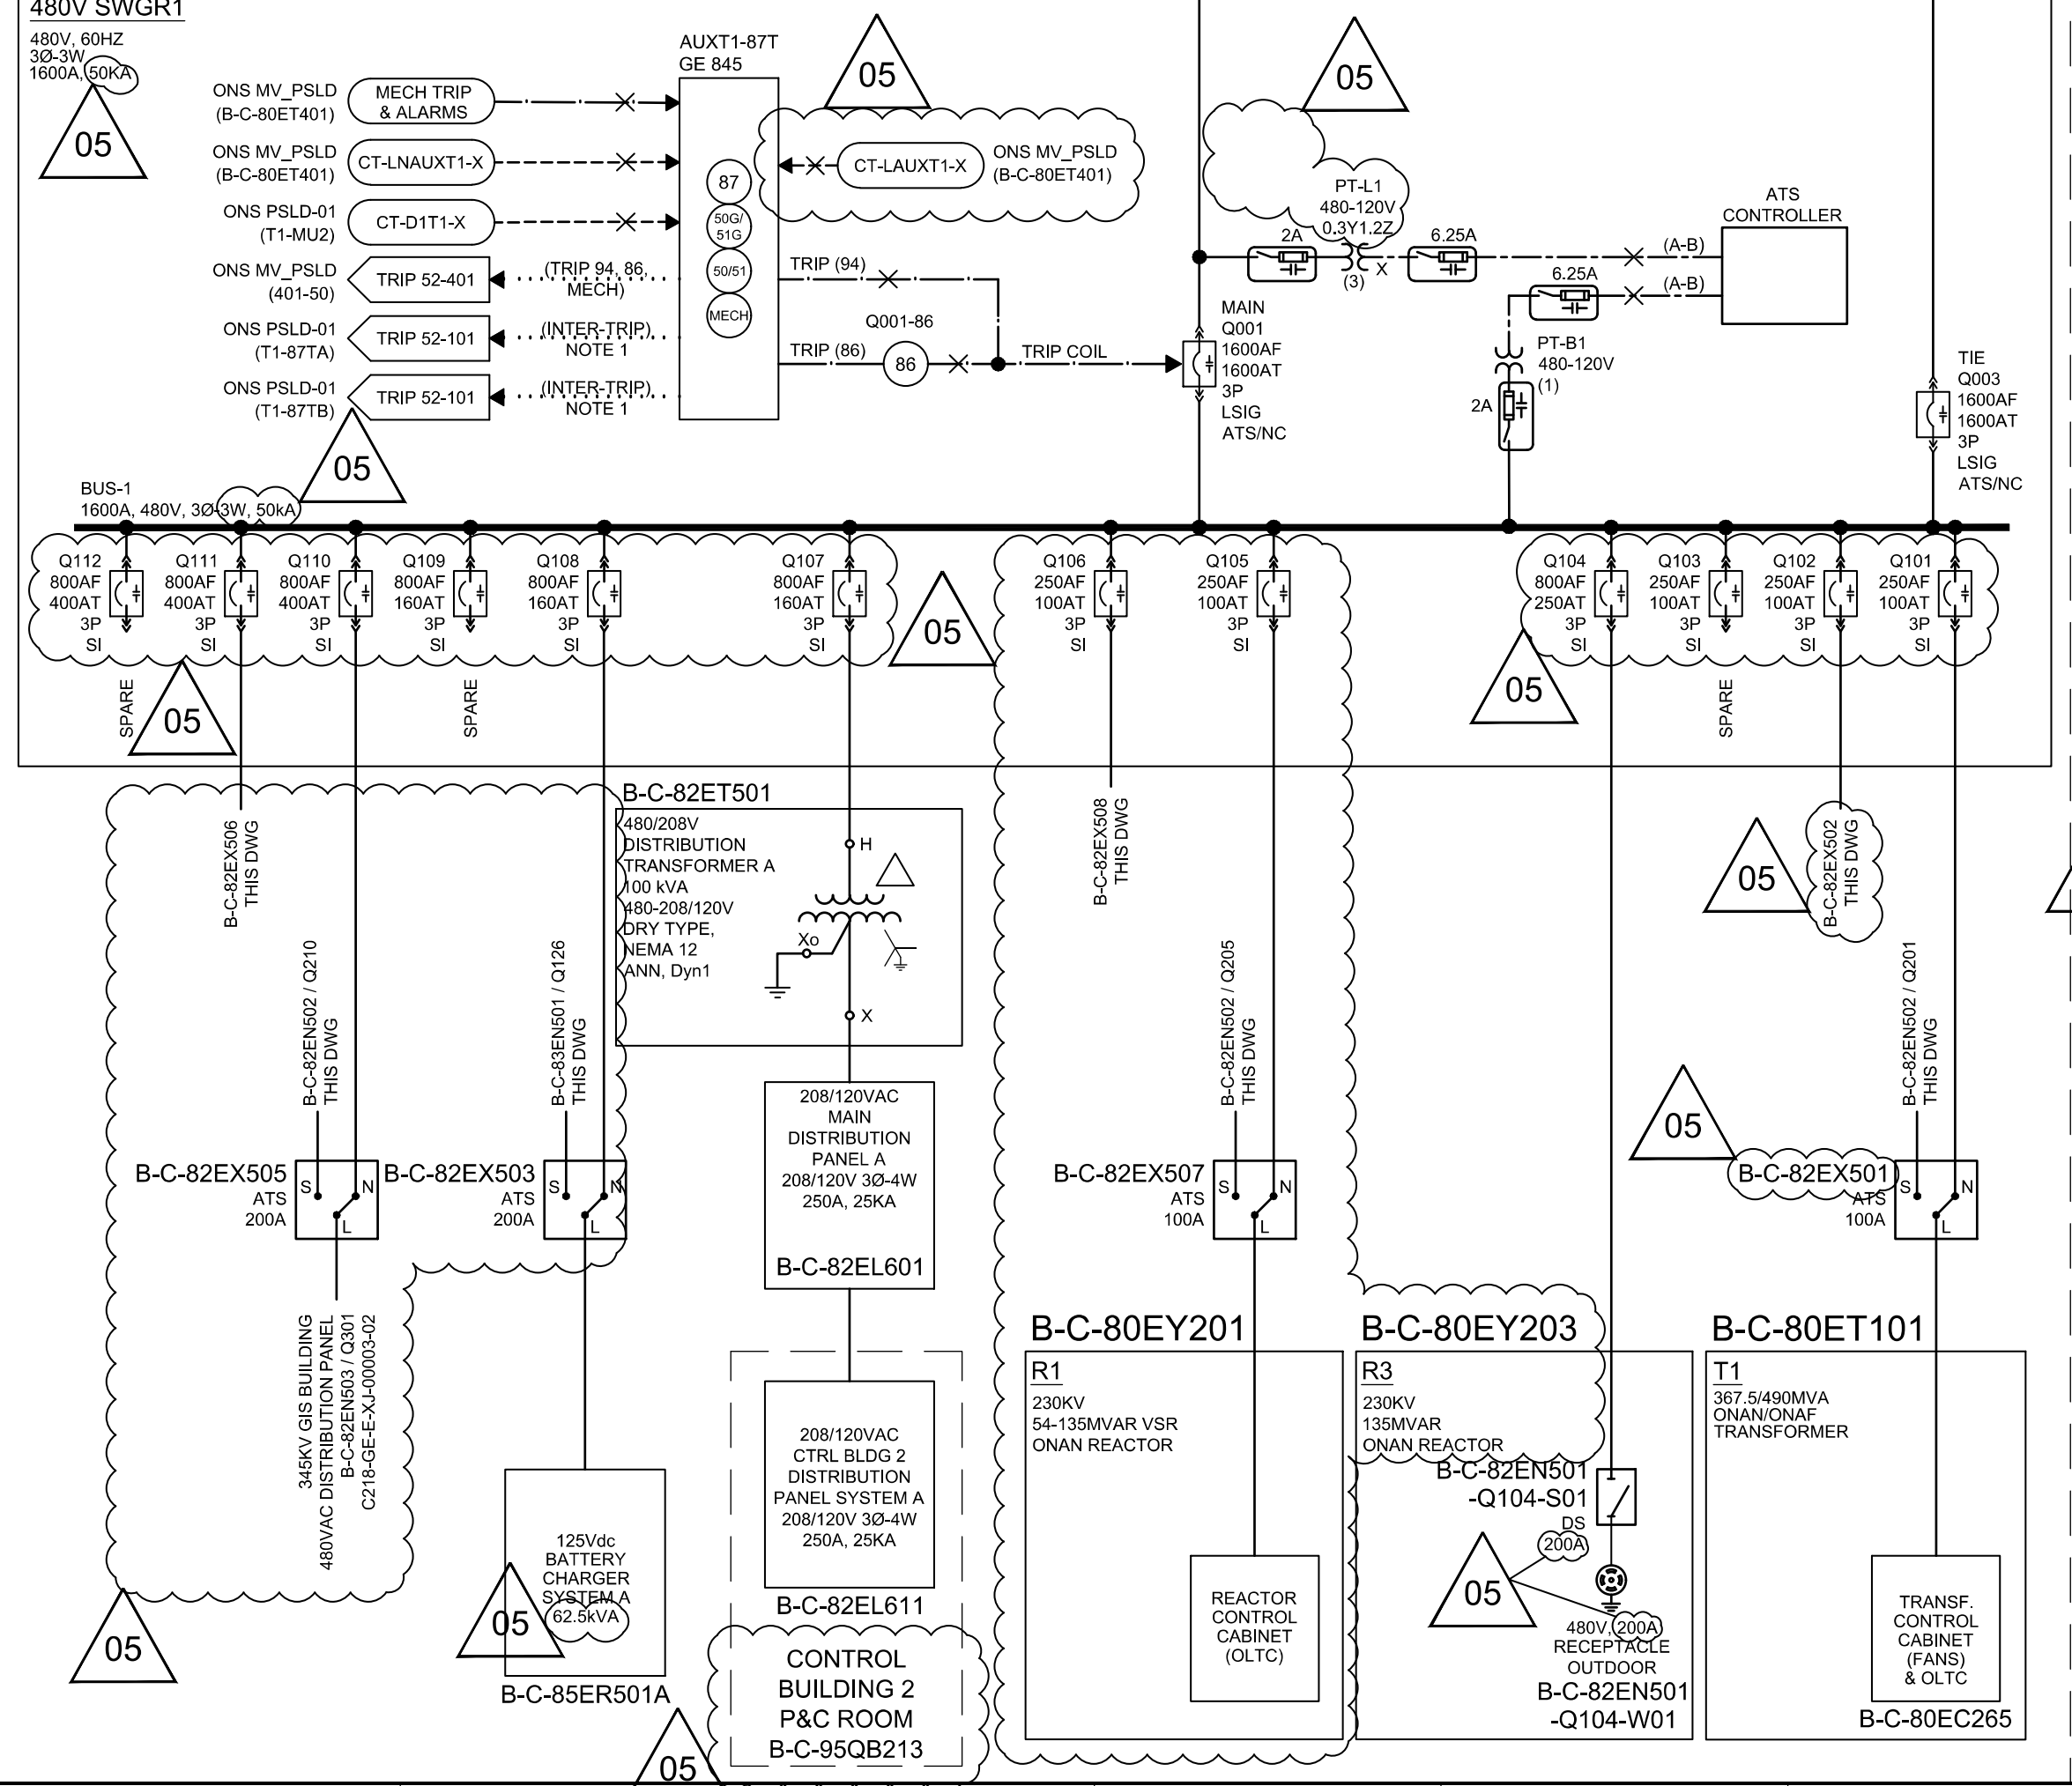 480V SWGR1
480V, 60HZ
3Ø-3W
1600A, 50KA
05
ONS MV_PSLD
(B-C-80ET401)
MECH TRIP
& ALARMS
ONS MV_PSLD
(B-C-80ET401)
CT-LNAUXT1-X
ONS PSLD-01
(T1-MU2)
CT-D1T1-X
ONS MV_PSLD
(401-50)
TRIP 52-401
(TRIP 94, 86,
MECH)
ONS PSLD-01
(T1-87TA)
TRIP 52-101
(INTER-TRIP)
NOTE 1
ONS PSLD-01
(T1-87TB)
TRIP 52-101
(INTER-TRIP)
NOTE 1
05
AUXT1-87T
GE 845
87
50G/
51G
50/51
MECH
05
CT-LAUXT1-X
ONS MV_PSLD
(B-C-80ET401)
TRIP (94)
Q001-86
TRIP (86)
86
TRIP COIL
05
PT-L1
480-120V
0.3Y1.2Z
2A
X
(3)
6.25A
(A-B)
6.25A
(A-B)
ATS
CONTROLLER
MAIN
Q001
1600AF
1600AT
3P
LSIG
ATS/NC
PT-B1
480-120V
(1)
2A
TIE
Q003
1600AF
1600AT
3P
LSIG
ATS/NC
BUS-1
1600A, 480V, 3Ø-3W, 50kA
Q112
800AF
400AT
3P
SI
SPARE
Q111
800AF
400AT
3P
SI
Q110
800AF
400AT
3P
SI
Q109
800AF
160AT
3P
SI
SPARE
Q108
800AF
160AT
3P
SI
Q107
800AF
160AT
3P
SI
05
05
Q106
250AF
100AT
3P
SI
Q105
250AF
100AT
3P
SI
Q104
800AF
250AT
3P
SI
05
Q103
250AF
100AT
3P
SI
SPARE
Q102
250AF
100AT
3P
SI
Q101
250AF
100AT
3P
SI
B-C-82EX506
THIS DWG
B-C-82EN502 / Q210
THIS DWG
B-C-83EN501 / Q126
THIS DWG
B-C-82ET501
480/208V
DISTRIBUTION
TRANSFORMER A
100 kVA
480-208/120V
DRY TYPE,
NEMA 12
ANN, Dyn1
H
Xo
X
B-C-82EX508
THIS DWG
B-C-82EN502 / Q205
THIS DWG
05
B-C-82EX502
THIS DWG
B-C-82EN502 / Q201
THIS DWG
B-C-82EX505
ATS
200A
S
N
L
B-C-82EX503
ATS
200A
S
N
L
208/120VAC
MAIN
DISTRIBUTION
PANEL A
208/120V 3Ø-4W
250A, 25KA
B-C-82EL601
B-C-82EX507
ATS
100A
S
N
L
05
B-C-82EX501
ATS
100A
S
N
L
345KV GIS BUILDING
480VAC DISTRIBUTION PANEL
B-C-82EN503 / Q301
C218-GE-E-XJ-00003-02
05
125Vdc
BATTERY
CHARGER
SYSTEM A
62.5kVA
05
B-C-85ER501A
208/120VAC
CTRL BLDG 2
DISTRIBUTION
PANEL SYSTEM A
208/120V 3Ø-4W
250A, 25KA
B-C-82EL611
CONTROL
BUILDING 2
P&C ROOM
B-C-95QB213
05
B-C-80EY201
R1
230KV
54-135MVAR VSR
ONAN REACTOR
REACTOR
CONTROL
CABINET
(OLTC)
B-C-80EY203
R3
230KV
135MVAR
ONAN REACTOR
B-C-82EN501
-Q104-S01
DS
200A
05
480V, 200A
RECEPTACLE
OUTDOOR
B-C-82EN501
-Q104-W01
B-C-80ET101
T1
367.5/490MVA
ONAN/ONAF
TRANSFORMER
TRANSF.
CONTROL
CABINET
(FANS)
& OLTC
B-C-80EC265